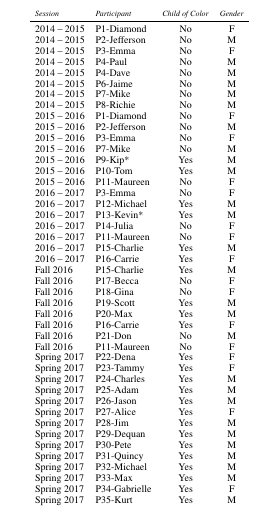 Session Participant Child of Color Gender
2014 – 2015 P1-Diamond No F
2014 – 2015 P2-Jefferson No M
2014 – 2015 P3-Emma No F
2014 – 2015 P4-Paul No M
2014 – 2015 P4-Dave No M
2014 – 2015 P6-Jaime No M
2014 – 2015 P7-Mike No M
2014 – 2015 P8-Richie No M
2015 – 2016 P1-Diamond No F
2015 – 2016 P2-Jefferson No M
2015 – 2016 P3-Emma No F
2015 – 2016 P7-Mike No M
2015 – 2016 P9-Kip* Yes M
2015 – 2016 P10-Tom Yes M
2015 – 2016 P11-Maureen No F
2016 – 2017 P3-Emma No F
2016 – 2017 P12-Michael Yes M
2016 – 2017 P13-Kevin* Yes M
2016 – 2017 P14-Julia No F
2016 – 2017 P11-Maureen No F
2016 – 2017 P15-Charlie Yes M
2016 – 2017 P16-Carrie Yes F
Fall 2016 P15-Charlie Yes M
Fall 2016 P17-Becca No F
Fall 2016 P18-Gina No F
Fall 2016 P19-Scott Yes M
Fall 2016 P20-Max Yes M
Fall 2016 P16-Carrie Yes F
Fall 2016 P21-Don No M
Fall 2016 P11-Maureen No F
Spring 2017 P22-Dena Yes F
Spring 2017 P23-Tammy Yes F
Spring 2017 P24-Charles Yes M
Spring 2017 P25-Adam Yes M
Spring 2017 P26-Jason Yes M
Spring 2017 P27-Alice Yes F
Spring 2017 P28-Jim Yes M
Spring 2017 P29-Dequan Yes M
Spring 2017 P30-Pete Yes M
Spring 2017 P31-Quincy Yes M
Spring 2017 P32-Michael Yes M
Spring 2017 P33-Max Yes M
Spring 2017 P34-Gabrielle Yes F
Spring 2017 P35-Kurt Yes M